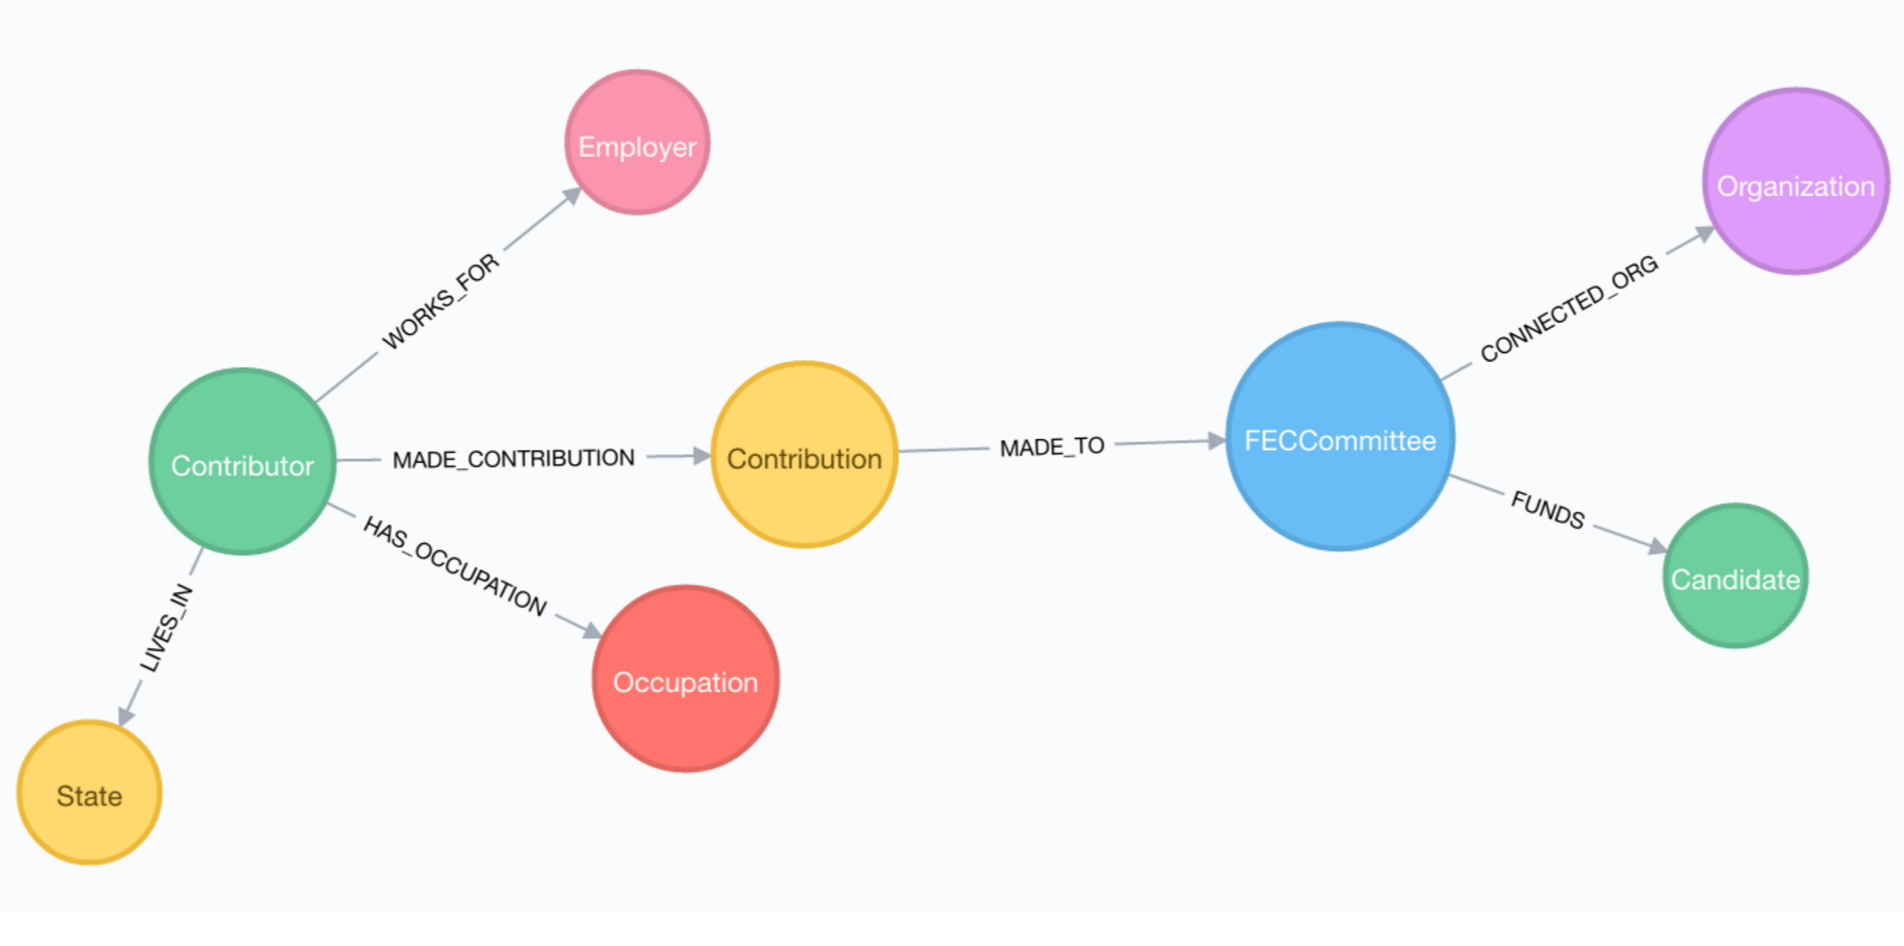 Employer
Organization
WORKS_FOR
CONNECTED_ORG
Contributor
MADE_CONTRIBUTION
Contribution
MADE_TO
FECCommittee
FUNDS
HAS_OCCUPATION
Candidate
LIVES_IN
Occupation
State